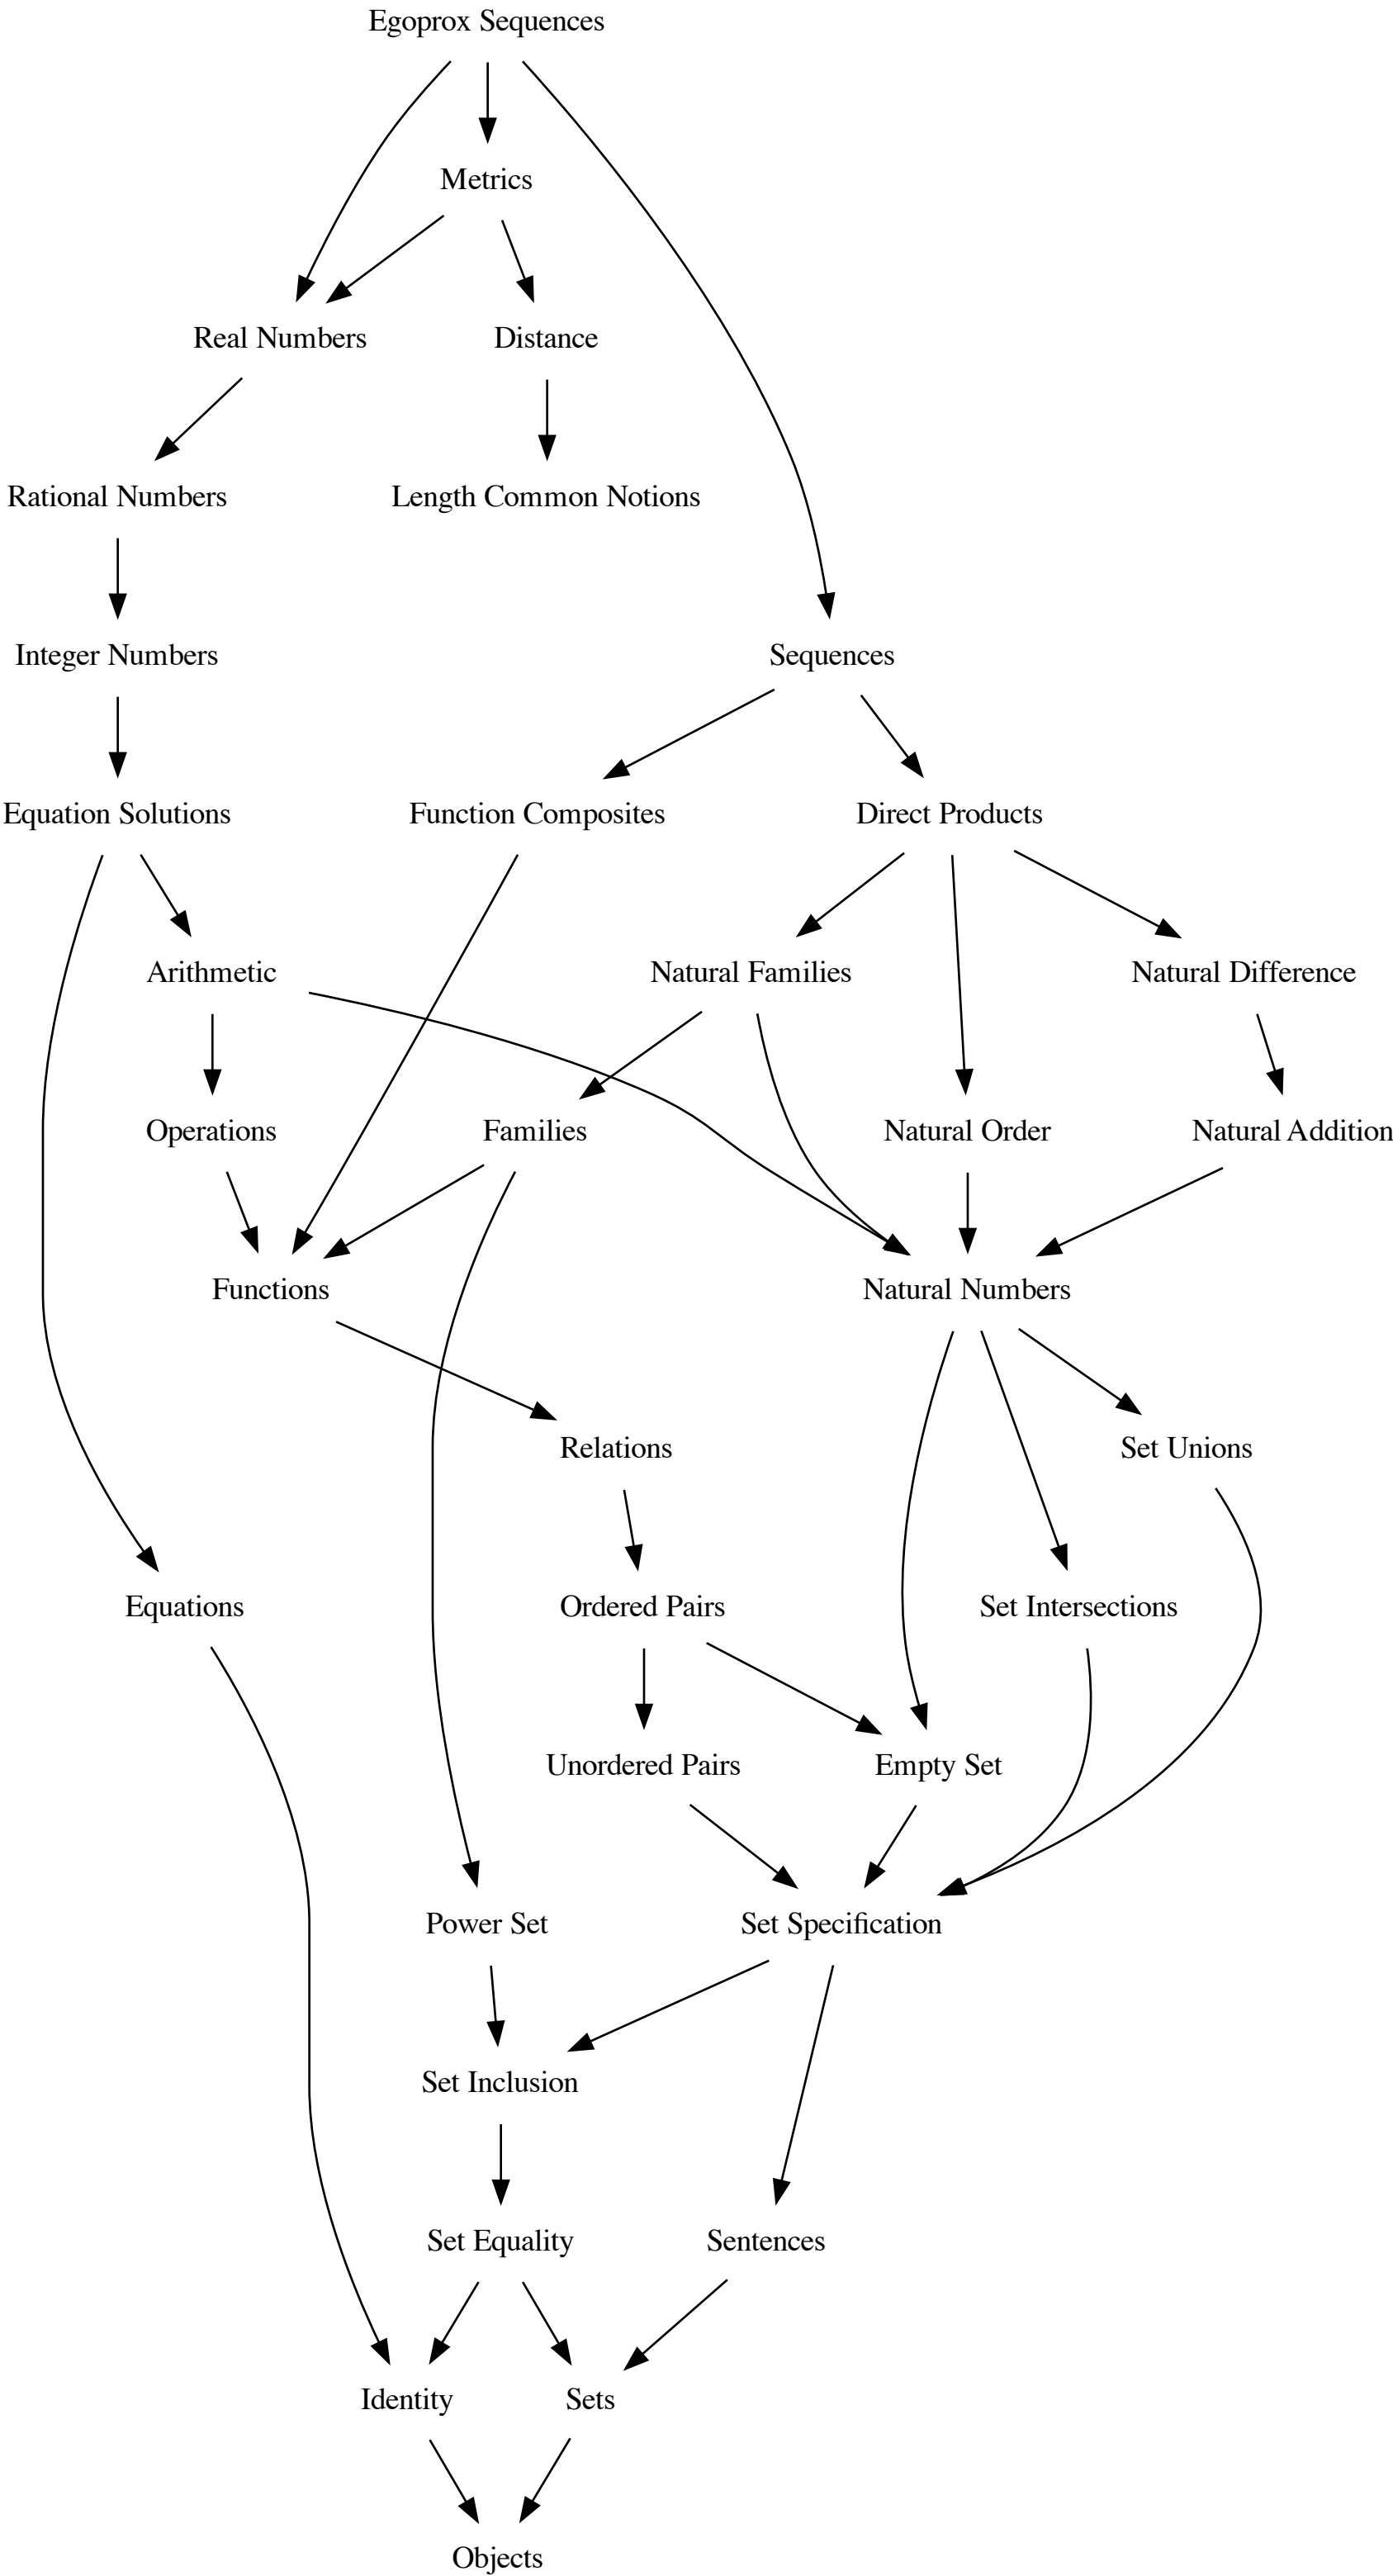 Egoprox Sequences
Metrics
Real Numbers
Distance
Rational Numbers
Length Common Notions
Integer Numbers
Sequences
Equation Solutions
Function Composites
Direct Products
Arithmetic
Natural Families
Natural Difference
Operations
Families
Natural Order
Natural Addition
Functions
Natural Numbers
Relations
Set Unions
Equations
Ordered Pairs
Set Intersections
Unordered Pairs
Empty Set
Power Set
Set Specification
Set Inclusion
Set Equality
Sentences
Identity
Sets
Objects